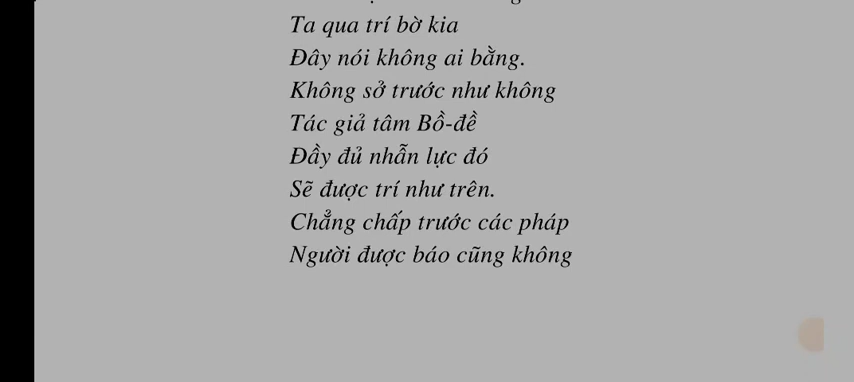 Ta qua trí bờ kia
Đây nói không ai bằng.
Không sở trước như không
Tác giả tâm Bồ-đề
Đầy đủ nhẫn lực đó
Sẽ được trí như trên.
Chẳng chấp trước các pháp
Người được báo cũng không